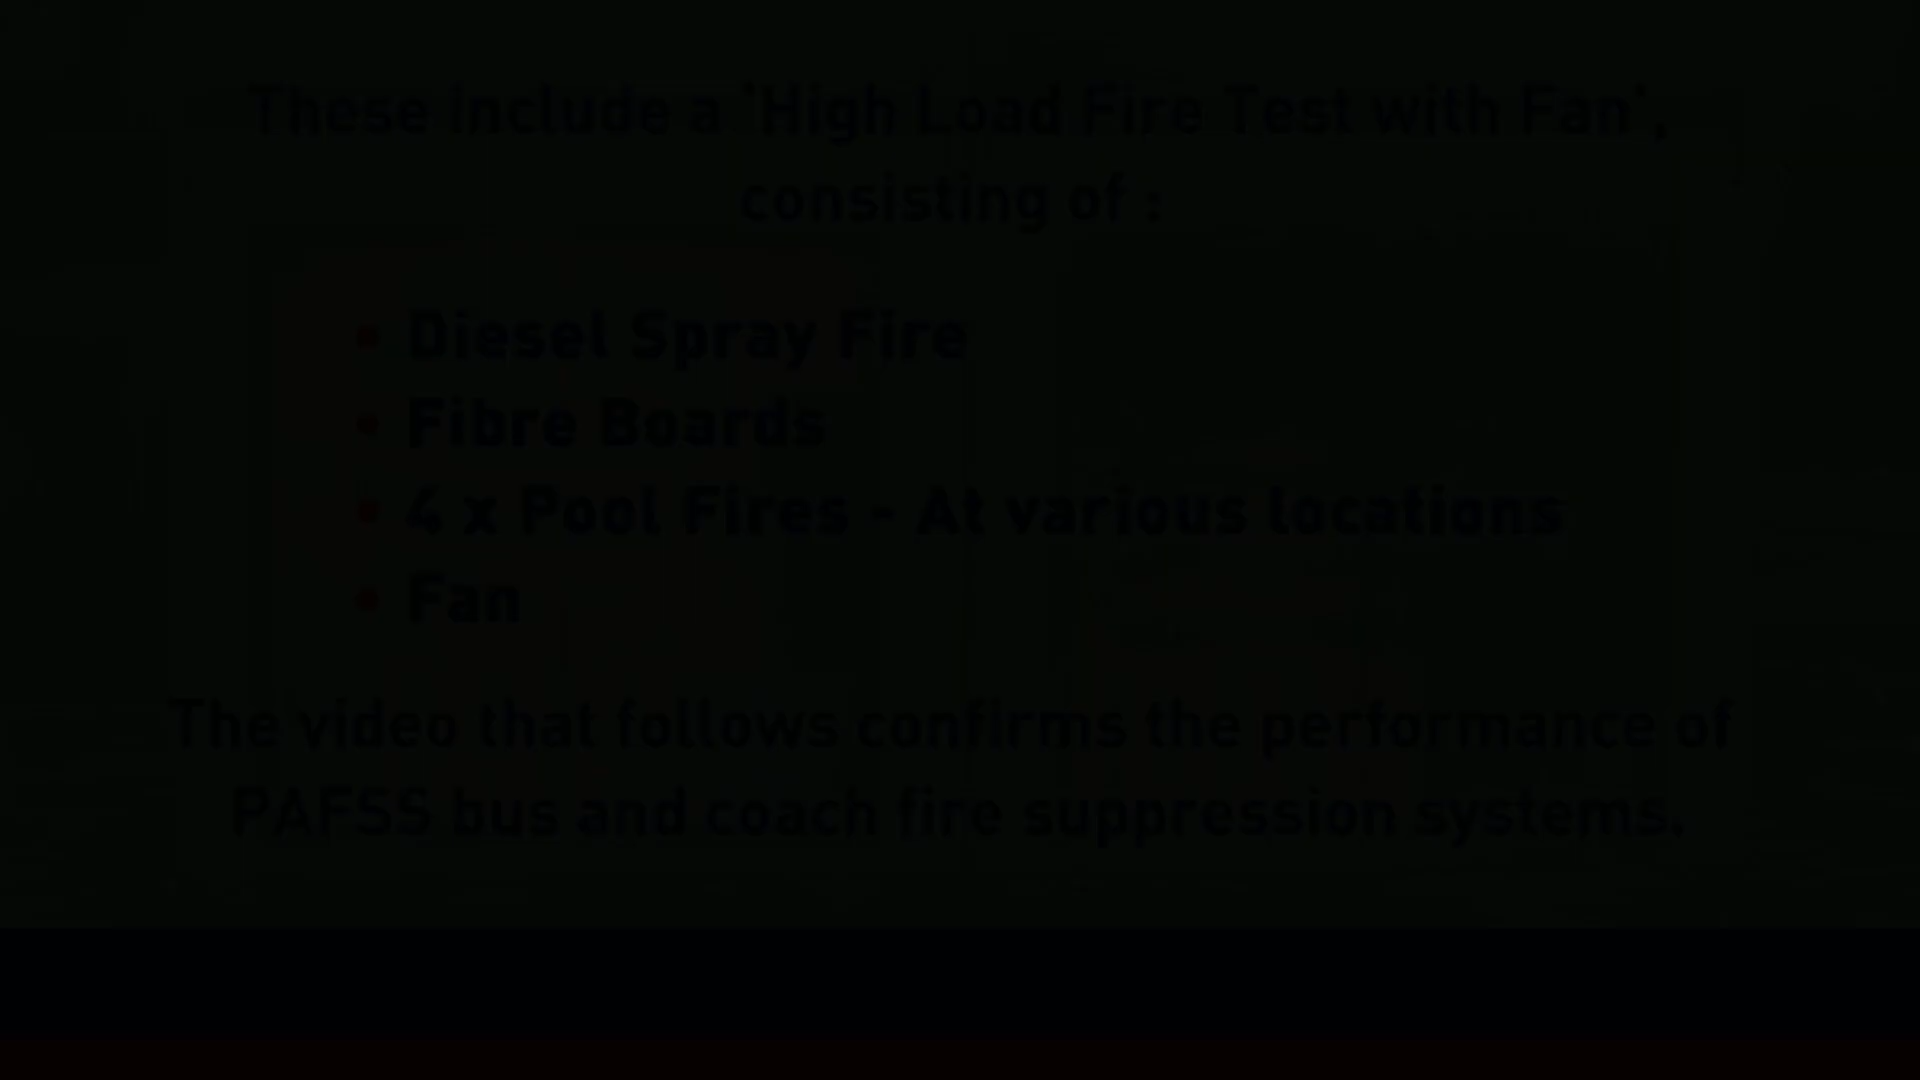 These include a 'High Load Fire Test with Fan',
consisting of :
• Diesel Spray Fire
• Fibre Boards
• 4 x Pool Fires - At various locations
• Fan
The video that follows confirms the performance of
PAFSS bus and coach fire suppression systems.